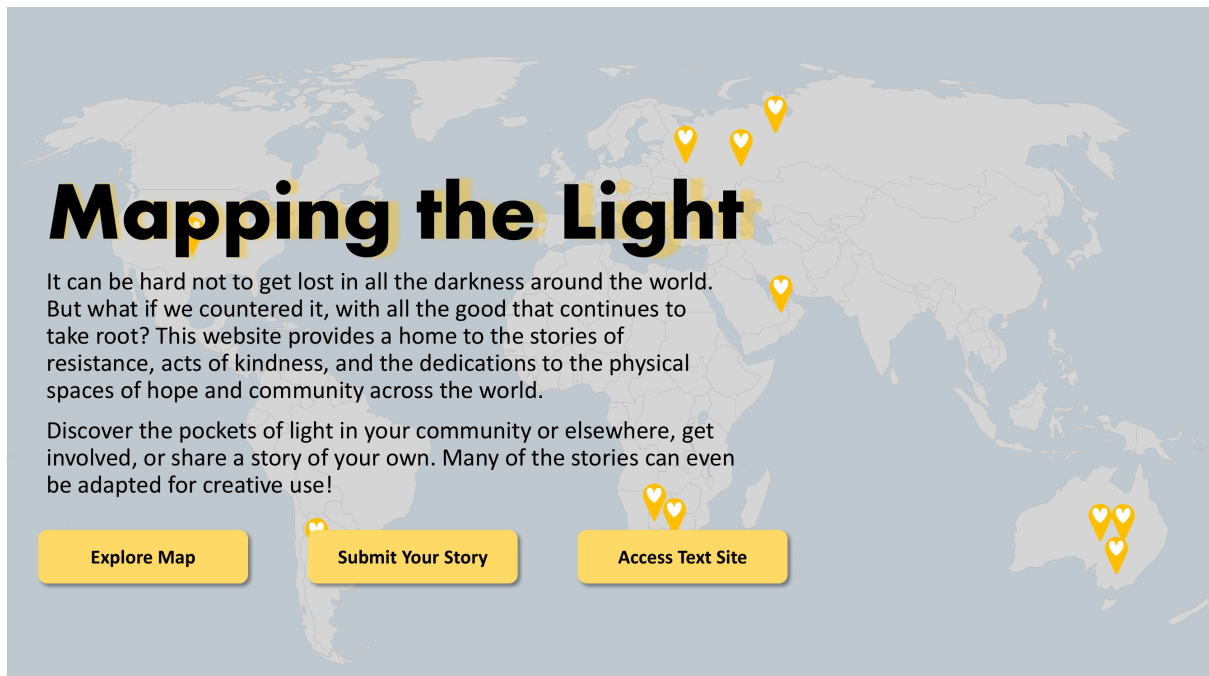 Mapping the Light
It can be hard not to get lost in all the darkness around the world.
But what if we countered it, with all the good that continues to
take root? This website provides a home to the stories of
resistance, acts of kindness, and the dedications to the physical
spaces of hope and community across the world.
Discover the pockets of light in your community or elsewhere, get
involved, or share a story of your own. Many of the stories can even
be adapted for creative use!
Explore Map
Submit Your Story
Access Text Site